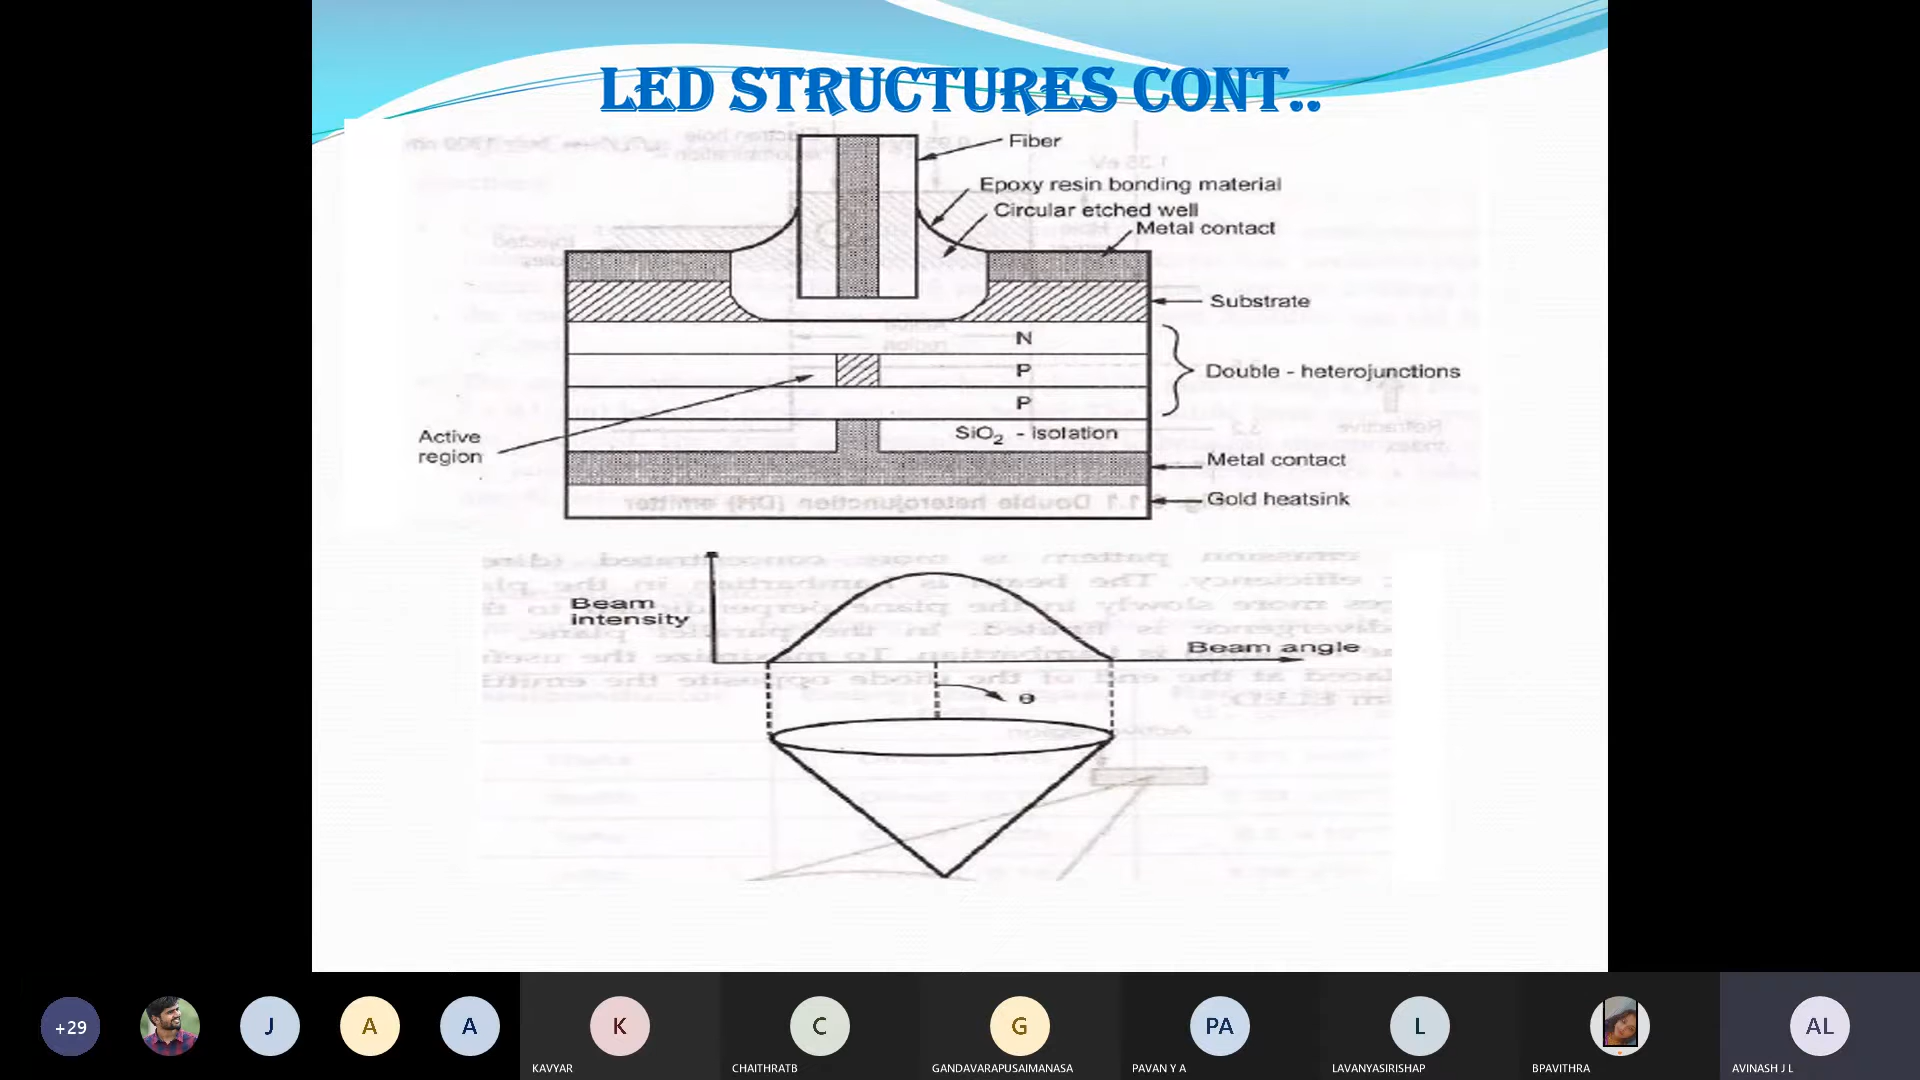 LED STRUCTURES CONT..
Fiber
Epoxy resin bonding material
Circular etched well
Metal contact
Substrate
N
P
Double - heterojunctions
P
Active
region
SiO2 - isolation
Metal contact
Gold heatsink
Beam
intensity
Beam angle
θ
+29
J
A
A
K
C
G
PA
L
AL
KAVYAR
CHAITHRATB
GANDAVARAPUSAIMANASA
PAVAN Y A
LAVANYASIRISHAP
BPAVITHRA
AVINASH J L